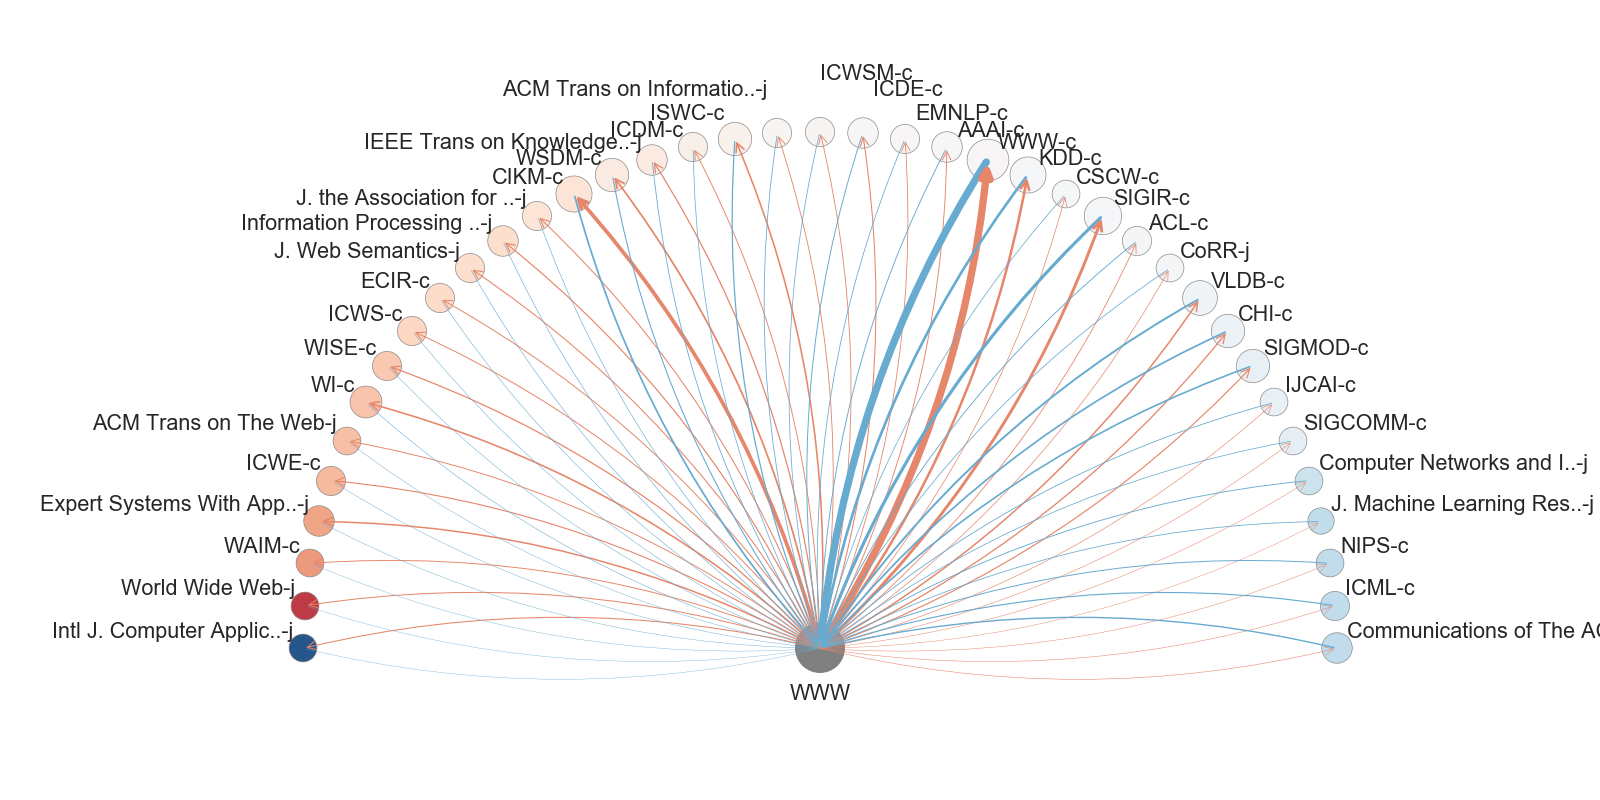 ICWSM-c
ACM Trans on Informatio..-j
ICDE-c
ISWC-c
EMNLP-c
ICDM-c
AAAI-c
IEEE Trans on Knowledge..-j
WWW-c
WSDM-c
KDD-c
CIKM-c
CSCW-c
J. the Association for ..-j
SIGIR-c
Information Processing ..-j
ACL-c
J. Web Semantics-j
CoRR-j
ECIR-c
VLDB-c
ICWS-c
CHI-c
WISE-c
SIGMOD-c
WI-c
IJCAI-c
ACM Trans on The Web-j
SIGCOMM-c
ICWE-c
Computer Networks and I..-j
Expert Systems With App..-j
J. Machine Learning Res..-j
WAIM-c
NIPS-c
World Wide Web-j
ICML-c
Intl J. Computer Applic..-j
Communications of The AC
WWW